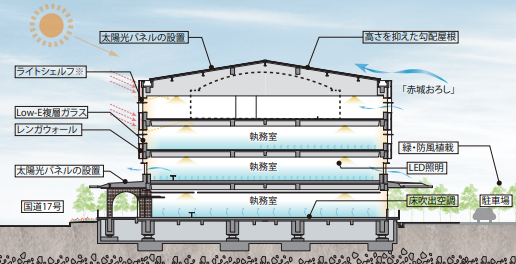 太陽光パネルの設置
高さを抑えた勾配屋根
ライトシェルフ※
「赤城おろし」
Low-E複層ガラス
レンガウォール
執務室
緑・防風植栽
太陽光パネルの設置
執務室
LED照明
国道17号
執務室
床吹出空調
駐車場